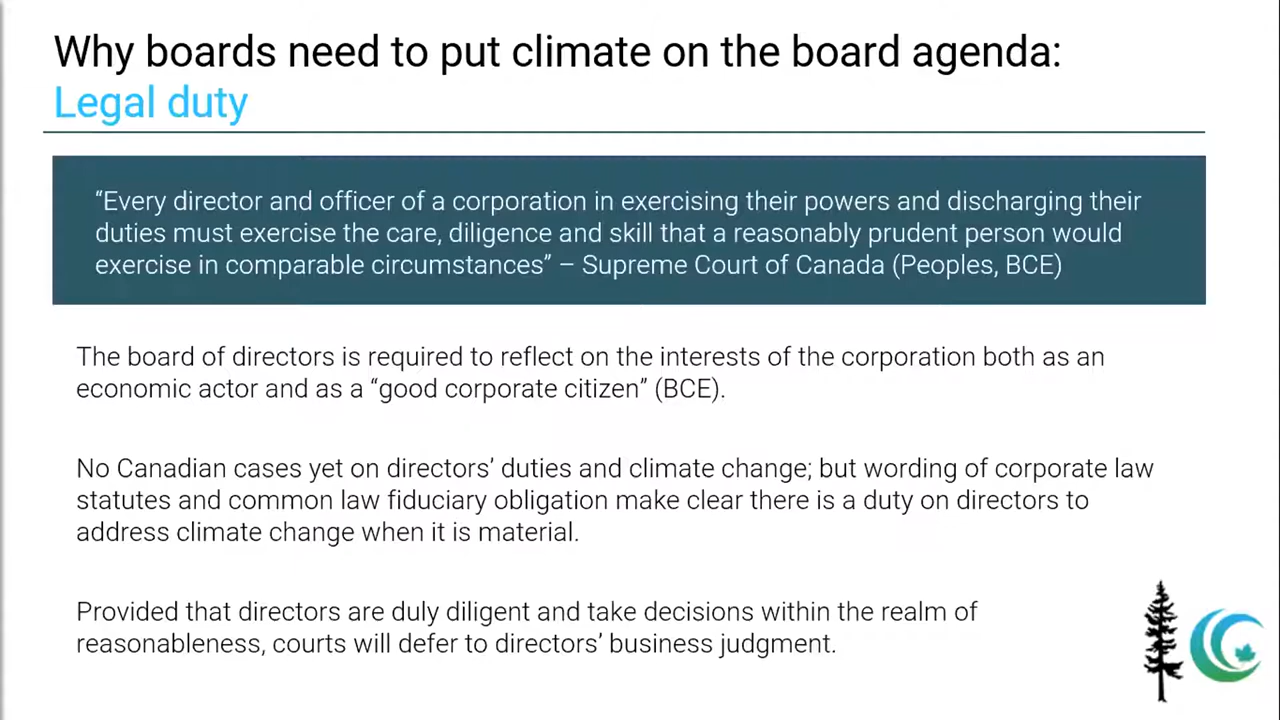 Why boards need to put climate on the board agenda:
Legal duty
“Every director and officer of a corporation in exercising their powers and discharging their
duties must exercise the care, diligence and skill that a reasonably prudent person would
exercise in comparable circumstances” – Supreme Court of Canada (Peoples, BCE)
The board of directors is required to reflect on the interests of the corporation both as an
economic actor and as a “good corporate citizen” (BCE).
No Canadian cases yet on directors’ duties and climate change; but wording of corporate law
statutes and common law fiduciary obligation make clear there is a duty on directors to
address climate change when it is material.
Provided that directors are duly diligent and take decisions within the realm of
reasonableness, courts will defer to directors’ business judgment.